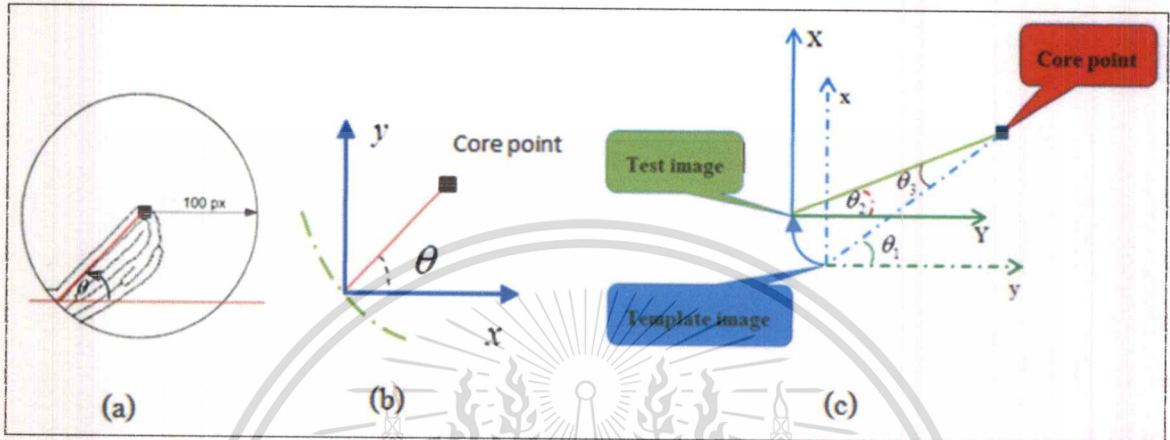 100 px
θ
(a)
y
Core point
θ
x
(b)
X
x
Core point
Test image
θ₃
θ₂
Y
θ₁
y
Template image
(c)